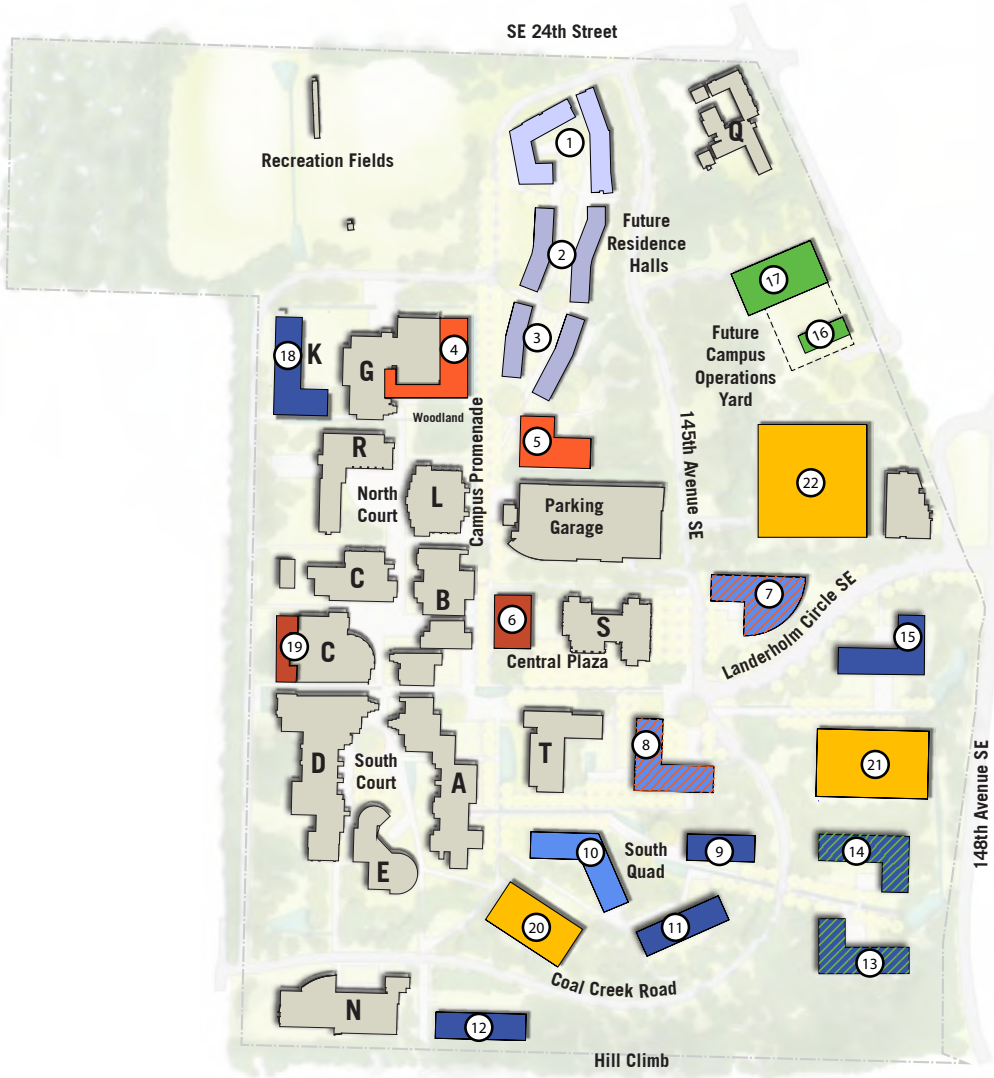 SE 24th Street
Q
1
Recreation Fields
Future
Residence
Halls
2
17
16
Future
Campus
Operations
Yard
3
18
K
G
4
Woodland
Campus Promenade
5
145th Avenue SE
R
North
Court
L
Parking
Garage
22
C
B
6
S
Central Plaza
7
Landerholm Circle SE
15
19
C
D
South
Court
A
T
8
21
148th Avenue SE
E
10
South
Quad
9
14
20
11
13
Coal Creek Road
N
12
Hill Climb